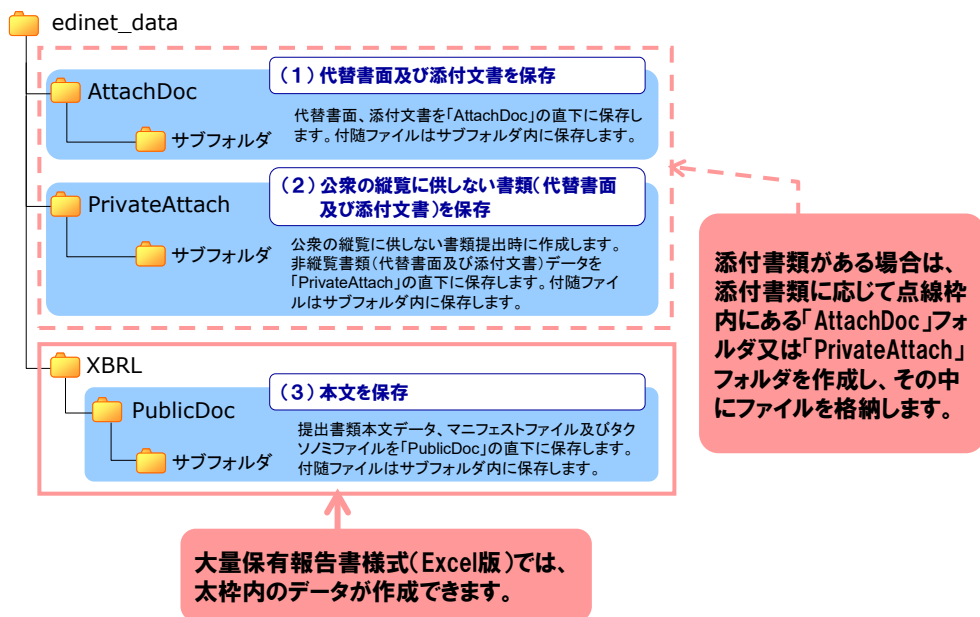 edinet_data
AttachDoc
(1)代替書面及び添付文書を保存
代替書面、添付文書を「AttachDoc」の直下に保存し
ます。付随ファイルはサブフォルダ内に保存します。
サブフォルダ
PrivateAttach
(2)公衆の縦覧に供しない書類(代替書面
及び添付文書)を保存
公衆の縦覧に供しない書類提出時に作成します。
非縦覧書類(代替書面及び添付文書)データを
「PrivateAttach」の直下に保存します。付随ファイ
ルはサブフォルダ内に保存します。
サブフォルダ
添付書類がある場合は、
添付書類に応じて点線枠
内にある「AttachDoc」フォ
ルダ又は「PrivateAttach」
フォルダを作成し、その中
にファイルを格納します。
XBRL
PublicDoc
(3)本文を保存
提出書類本文データ、マニフェストファイル及びタク
ソノミファイルを「PublicDoc」の直下に保存します。
付随ファイルはサブフォルダ内に保存します。
サブフォルダ
大量保有報告書様式(Excel版)では、
太枠内のデータが作成できます。